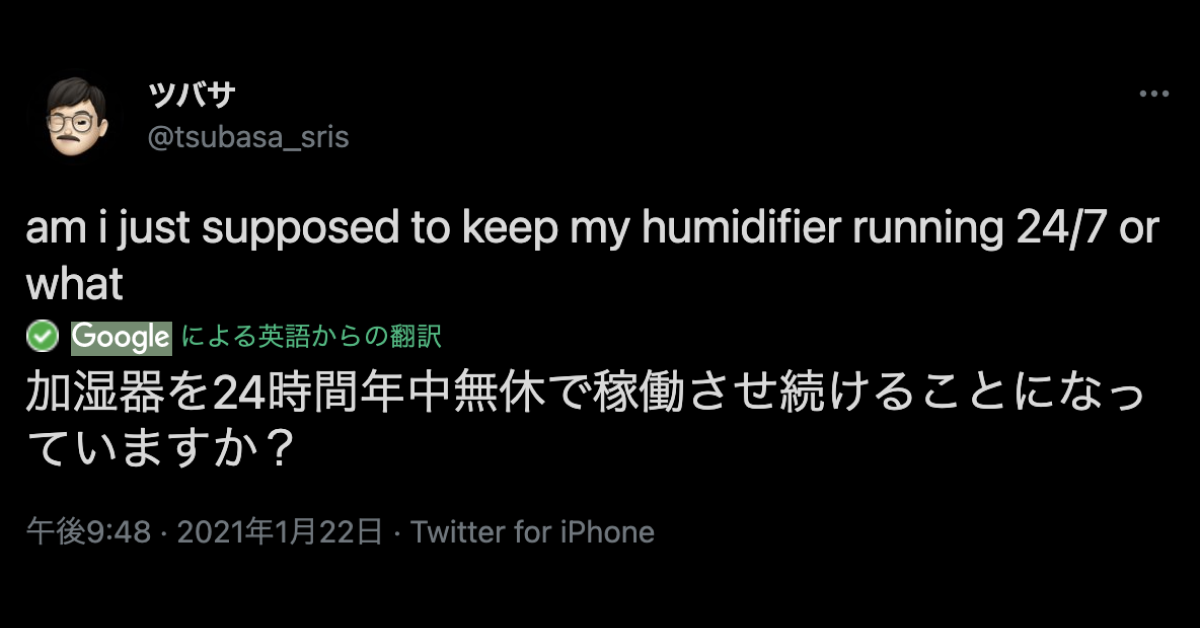 ツバサ
@tsubasa_sris
am i just supposed to keep my humidifier running 24/7 or
what
Google による英語からの翻訳
加湿器を24時間年中無休で稼働させ続けることになっ
ていますか？
午後9:48 · 2021年1月22日 · Twitter for iPhone